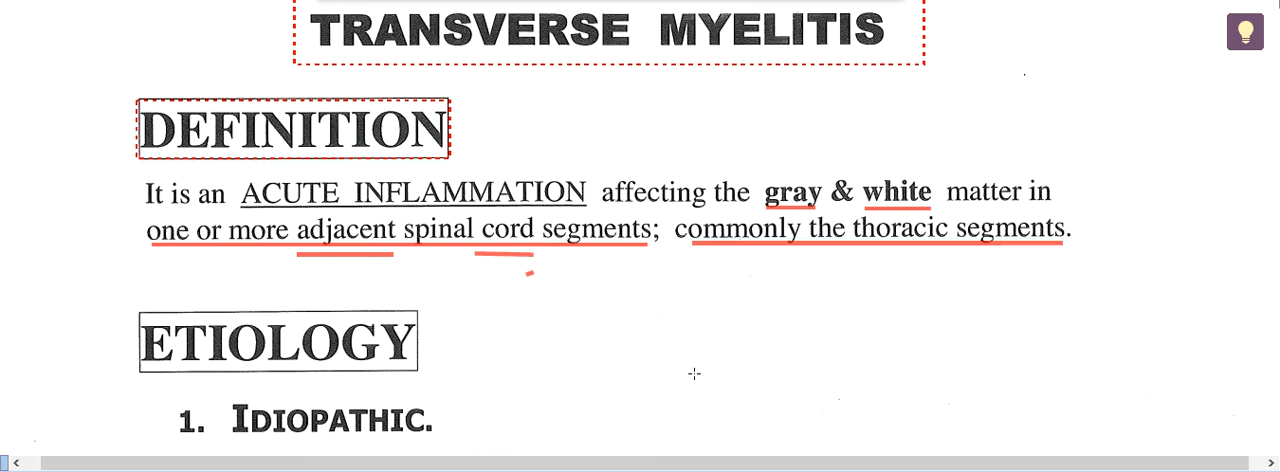 TRANSVERSE MYELITIS
DEFINITION
It is an ACUTE INFLAMMATION affecting the gray & white matter in
one or more adjacent spinal cord segments; commonly the thoracic segments.
ETIOLOGY
1. IDIOPATHIC.